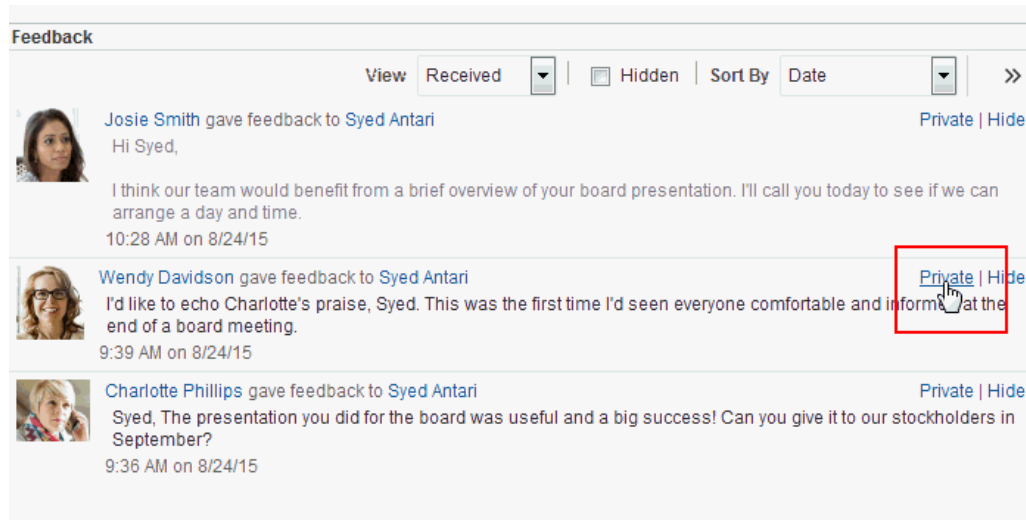 Feedback
View Received Hidden Sort By Date »
Josie Smith gave feedback to Syed Antari Private | Hide
Hi Syed,
I think our team would benefit from a brief overview of your board presentation. I'll call you today to see if we can
arrange a day and time.
10:28 AM on 8/24/15
Wendy Davidson gave feedback to Syed Antari Private | Hide
I'd like to echo Charlotte's praise, Syed. This was the first time I'd seen everyone comfortable and informed at the
end of a board meeting.
9:39 AM on 8/24/15
Charlotte Phillips gave feedback to Syed Antari Private | Hide
Syed, The presentation you did for the board was useful and a big success! Can you give it to our stockholders in
September?
9:36 AM on 8/24/15